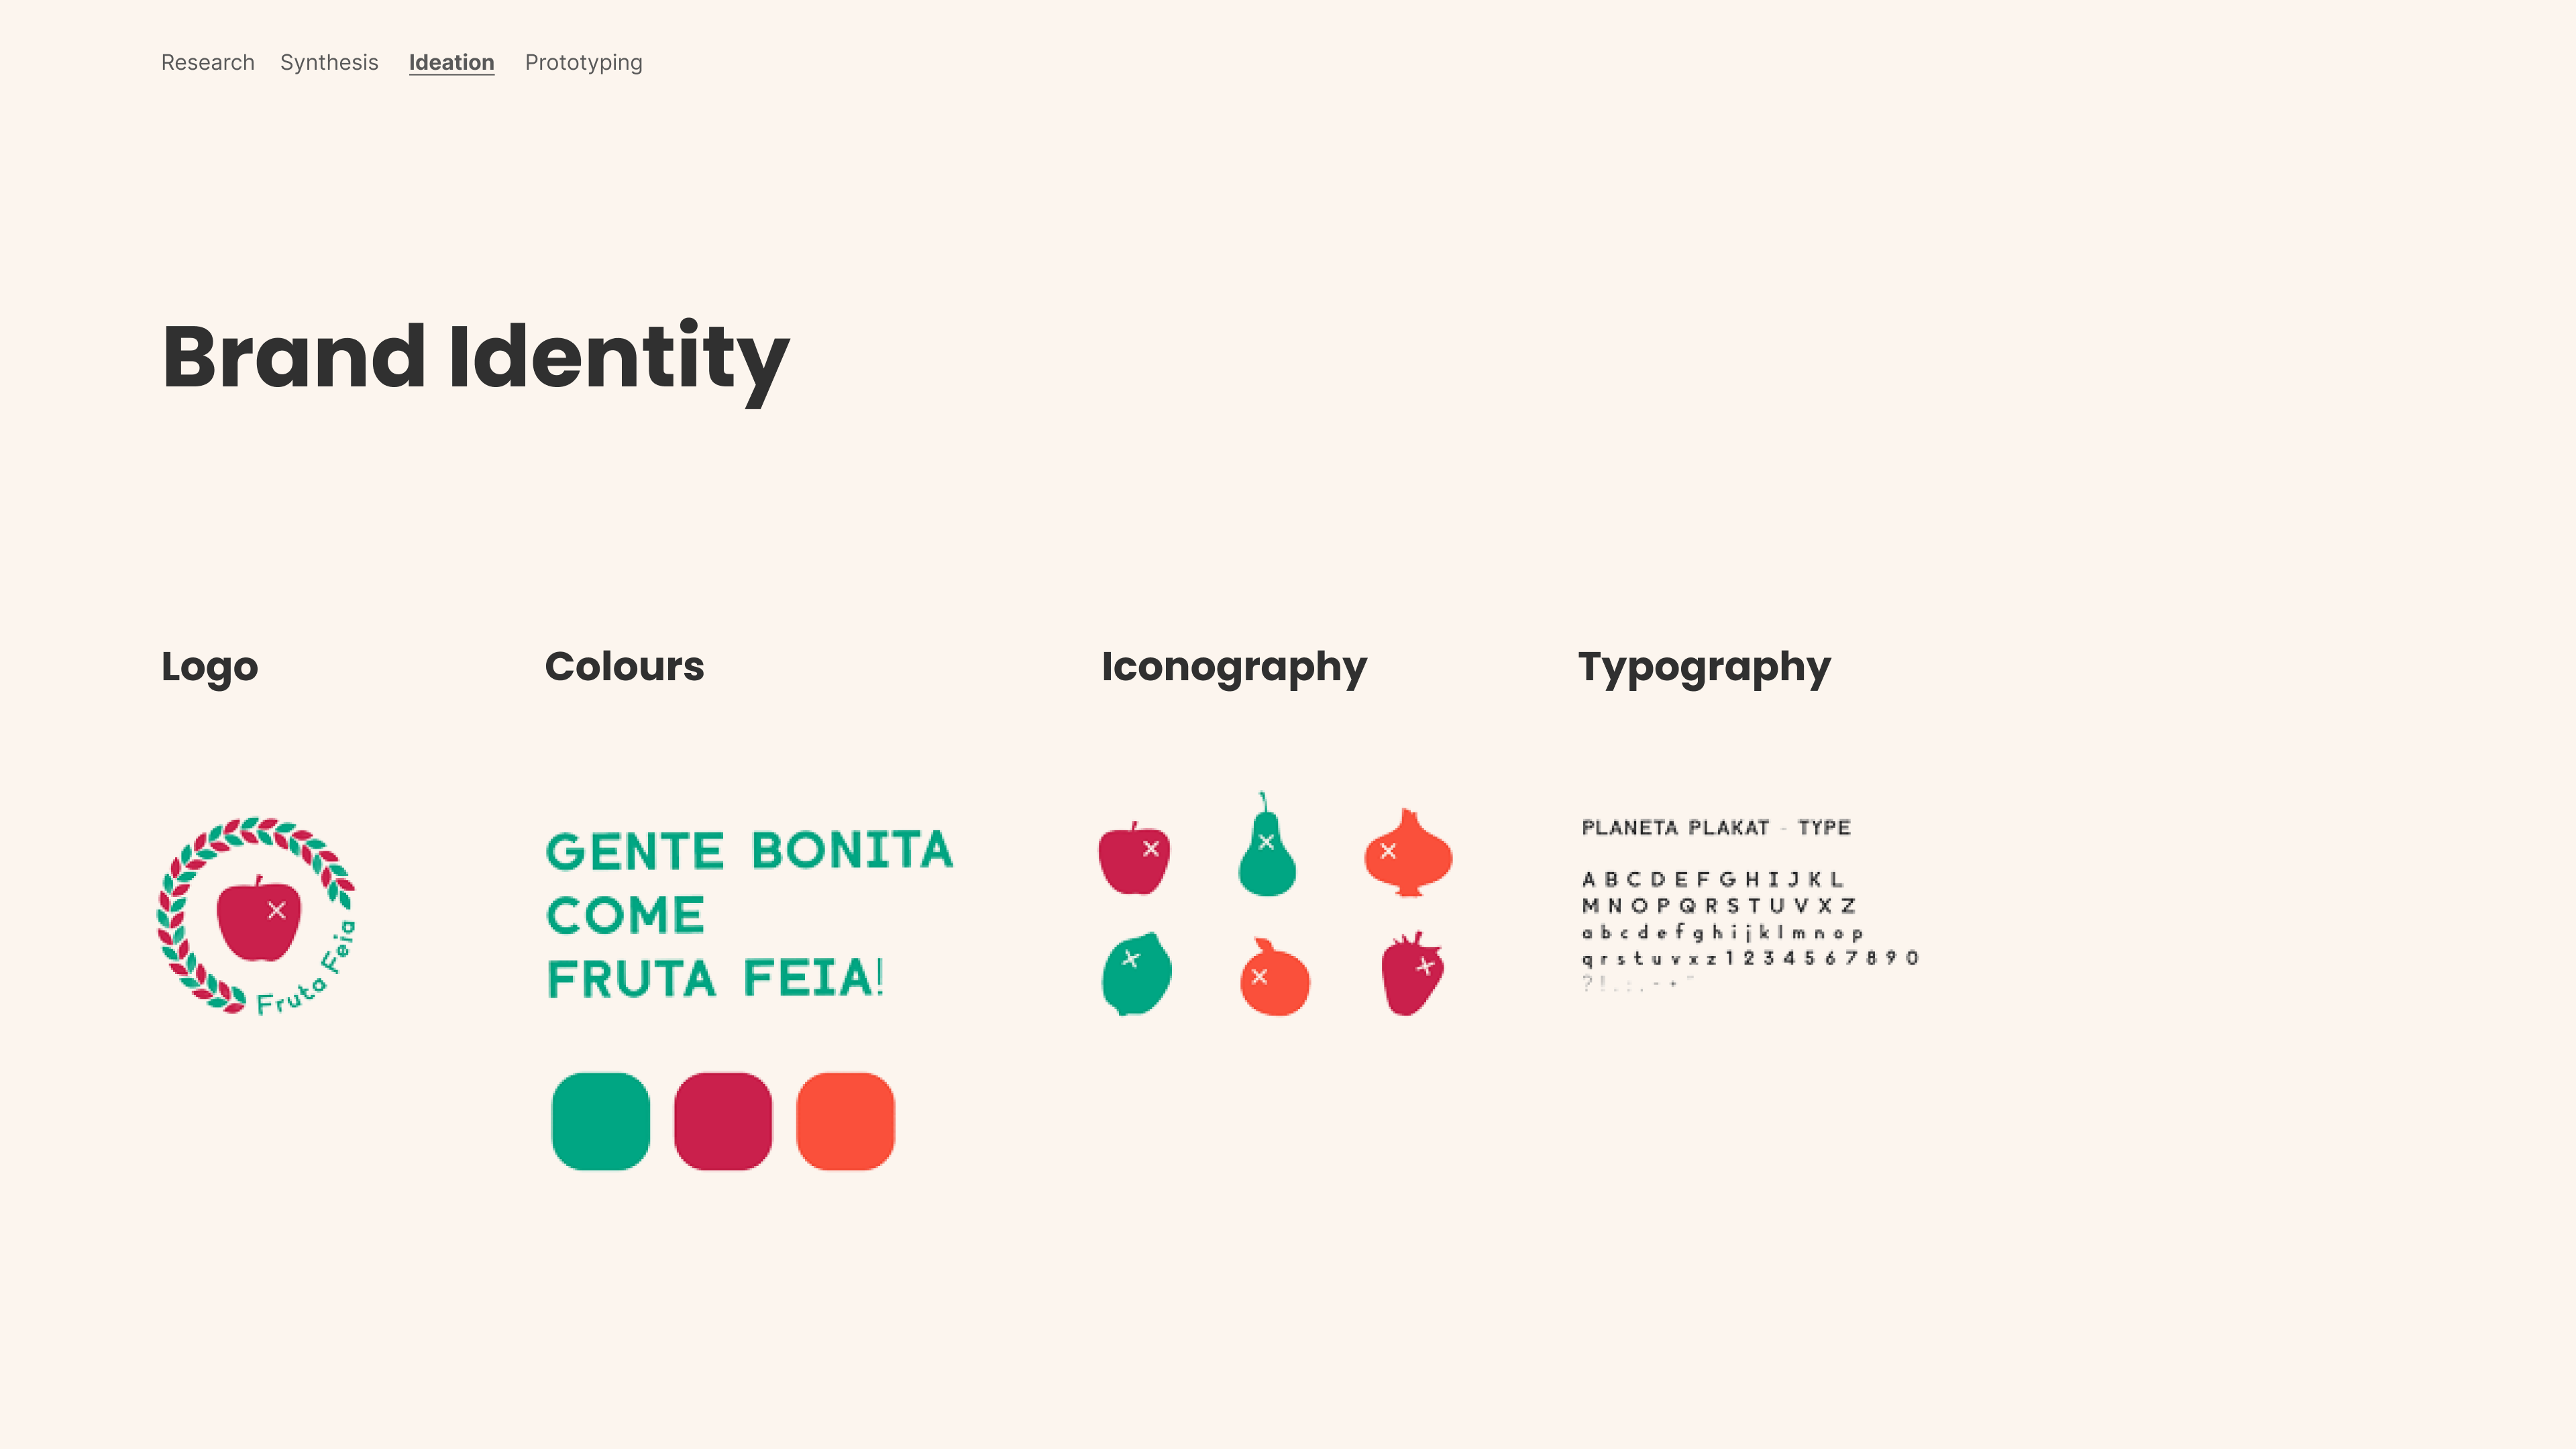 Research Synthesis Ideation Prototyping
Brand Identity
Logo
Fruta Feia
Colours
GENTE BONITA
COME
FRUTA FEIA!
Iconography
Typography
PLANETA PLAKAT - TYPE
A B C D E F G H I J K L
M N O P Q R S T U V X Z
a b c d e f g h i j k l m n o p
q r s t u v x z 1 2 3 4 5 6 7 8 9 0